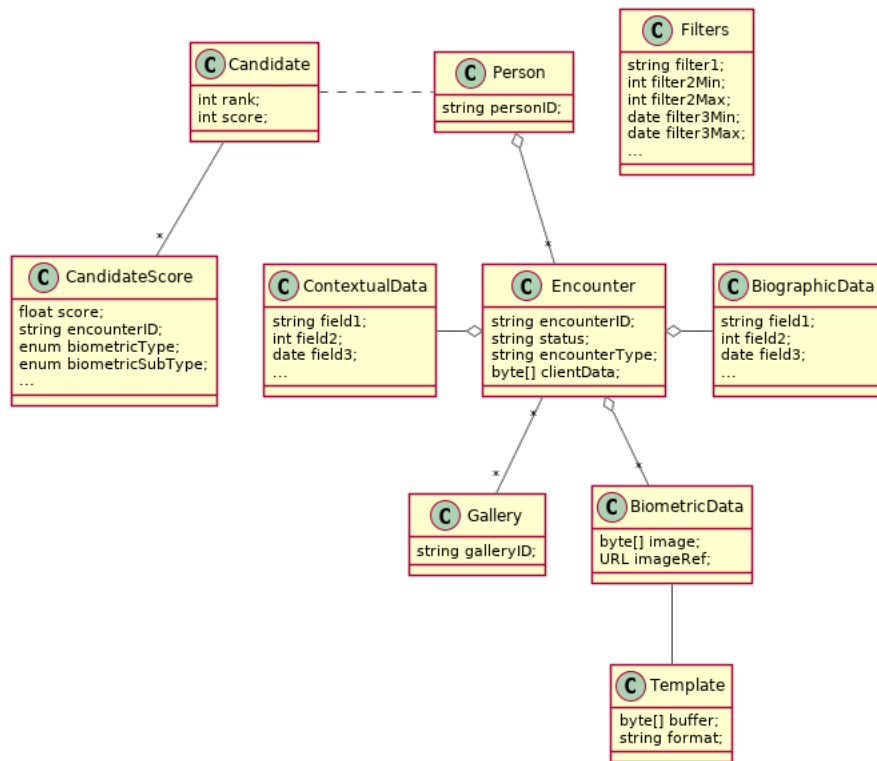 C Candidate
int rank;
int score;
C Person
string personID;
C Filters
string filter1;
int filter2Min;
int filter2Max;
date filter3Min;
date filter3Max;
...
*
*
C CandidateScore
float score;
string encounterID;
enum biometricType;
enum biometricSubType;
...
C ContextualData
string field1;
int field2;
date field3;
...
C Encounter
string encounterID;
string status;
string encounterType;
byte[] clientData;
C BiographicData
string field1;
int field2;
date field3;
...
*
*
*
C Gallery
string galleryID;
C BiometricData
byte[] image;
URL imageRef;
C Template
byte[] buffer;
string format;